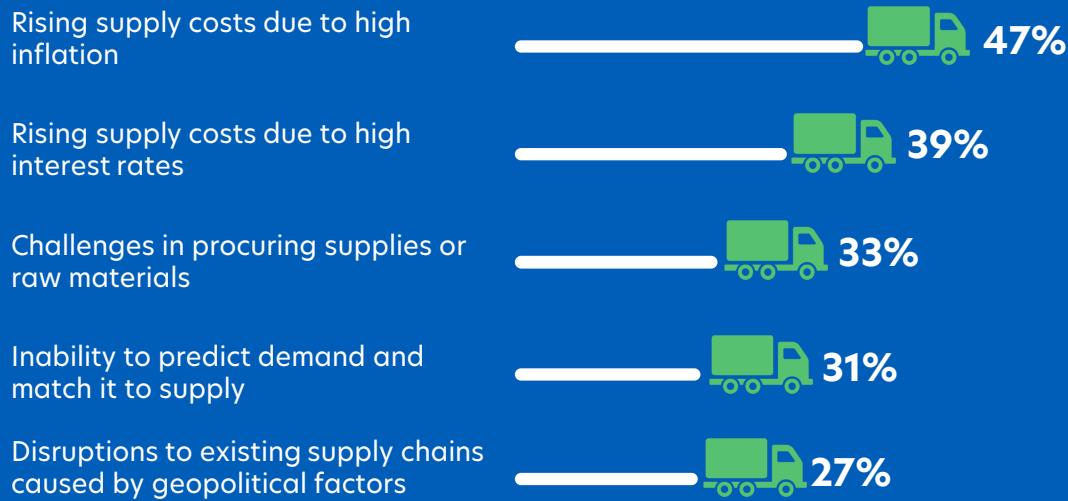 Rising supply costs due to high
inflation
47%
Rising supply costs due to high
interest rates
39%
Challenges in procuring supplies or
raw materials
33%
Inability to predict demand and
match it to supply
31%
Disruptions to existing supply chains
caused by geopolitical factors
27%